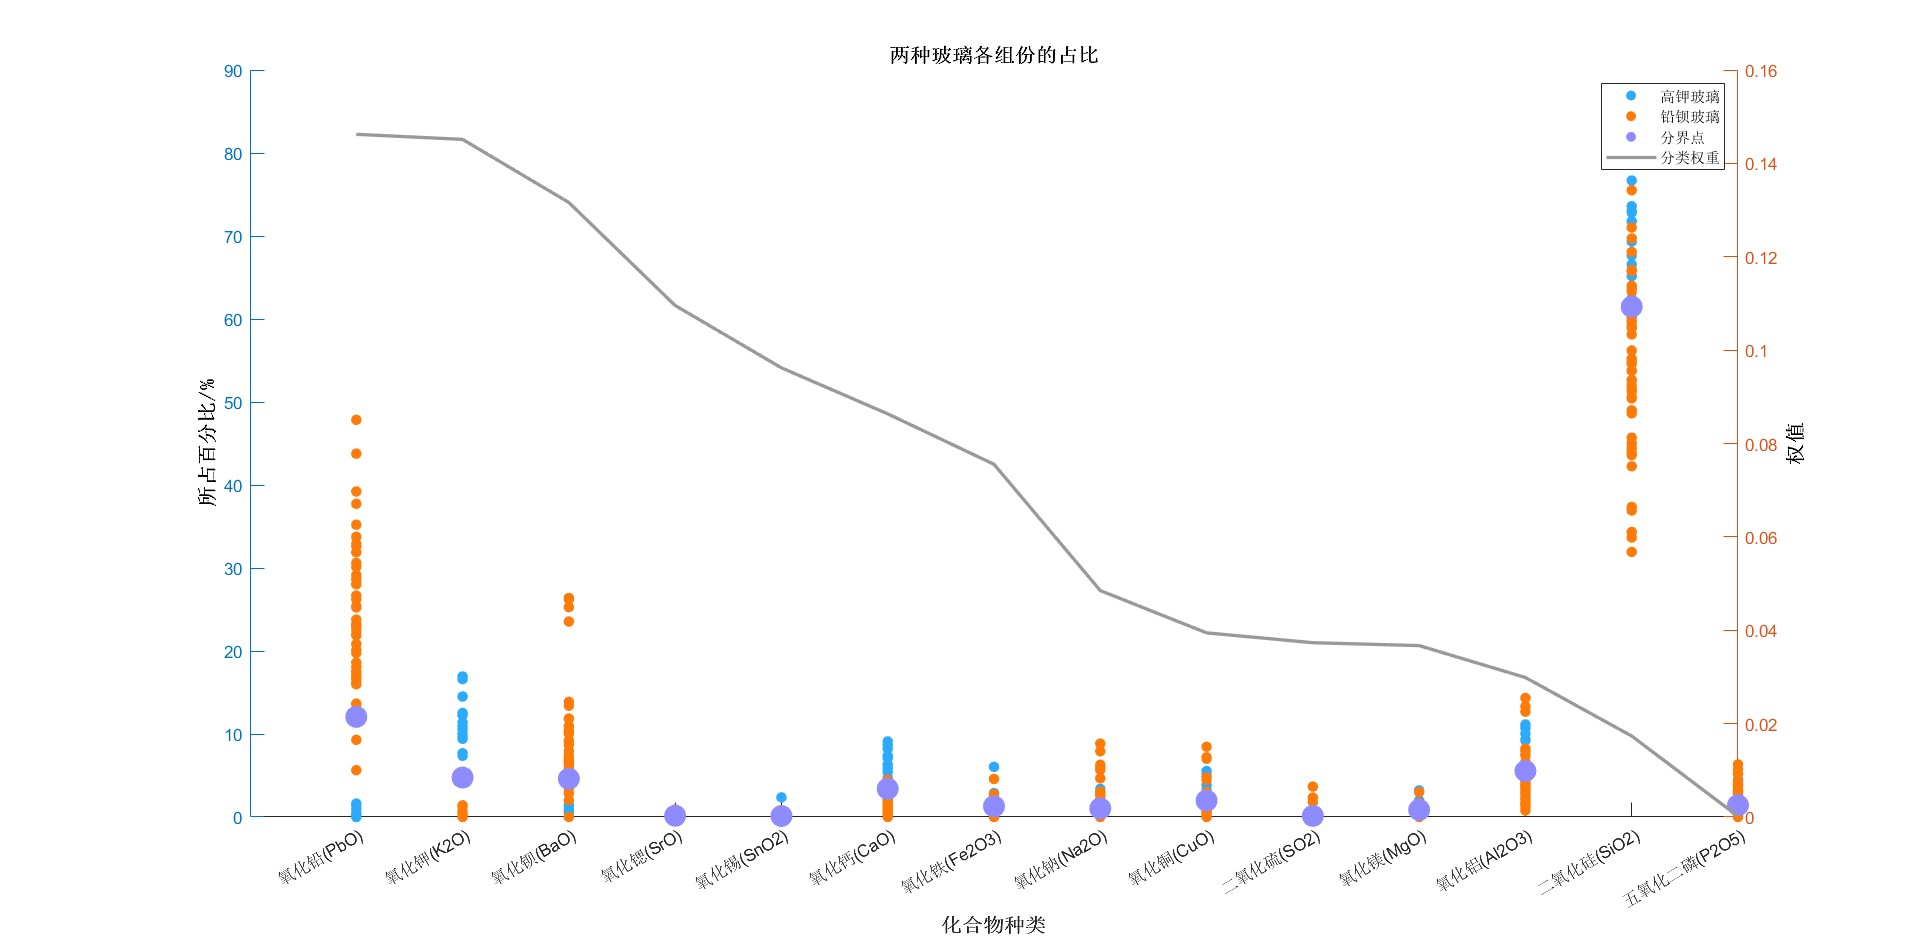 两种玻璃各组份的占比
90
80
70
60
50
40
30
20
10
0
所占百分比/%
0.16
0.14
0.12
0.1
0.08
0.06
0.04
0.02
0
权值
高钾玻璃
铅钡玻璃
分界点
分类权重
氧化铅(PbO)
氧化钾(K2O)
氧化钡(BaO)
氧化锶(SrO)
氧化锡(SnO2)
氧化钙(CaO)
氧化铁(Fe2O3)
氧化钠(Na2O)
氧化铜(CuO)
二氧化硫(SO2)
氧化镁(MgO)
氧化铝(Al2O3)
二氧化硅(SiO2)
五氧化二磷(P2O5)
化合物种类